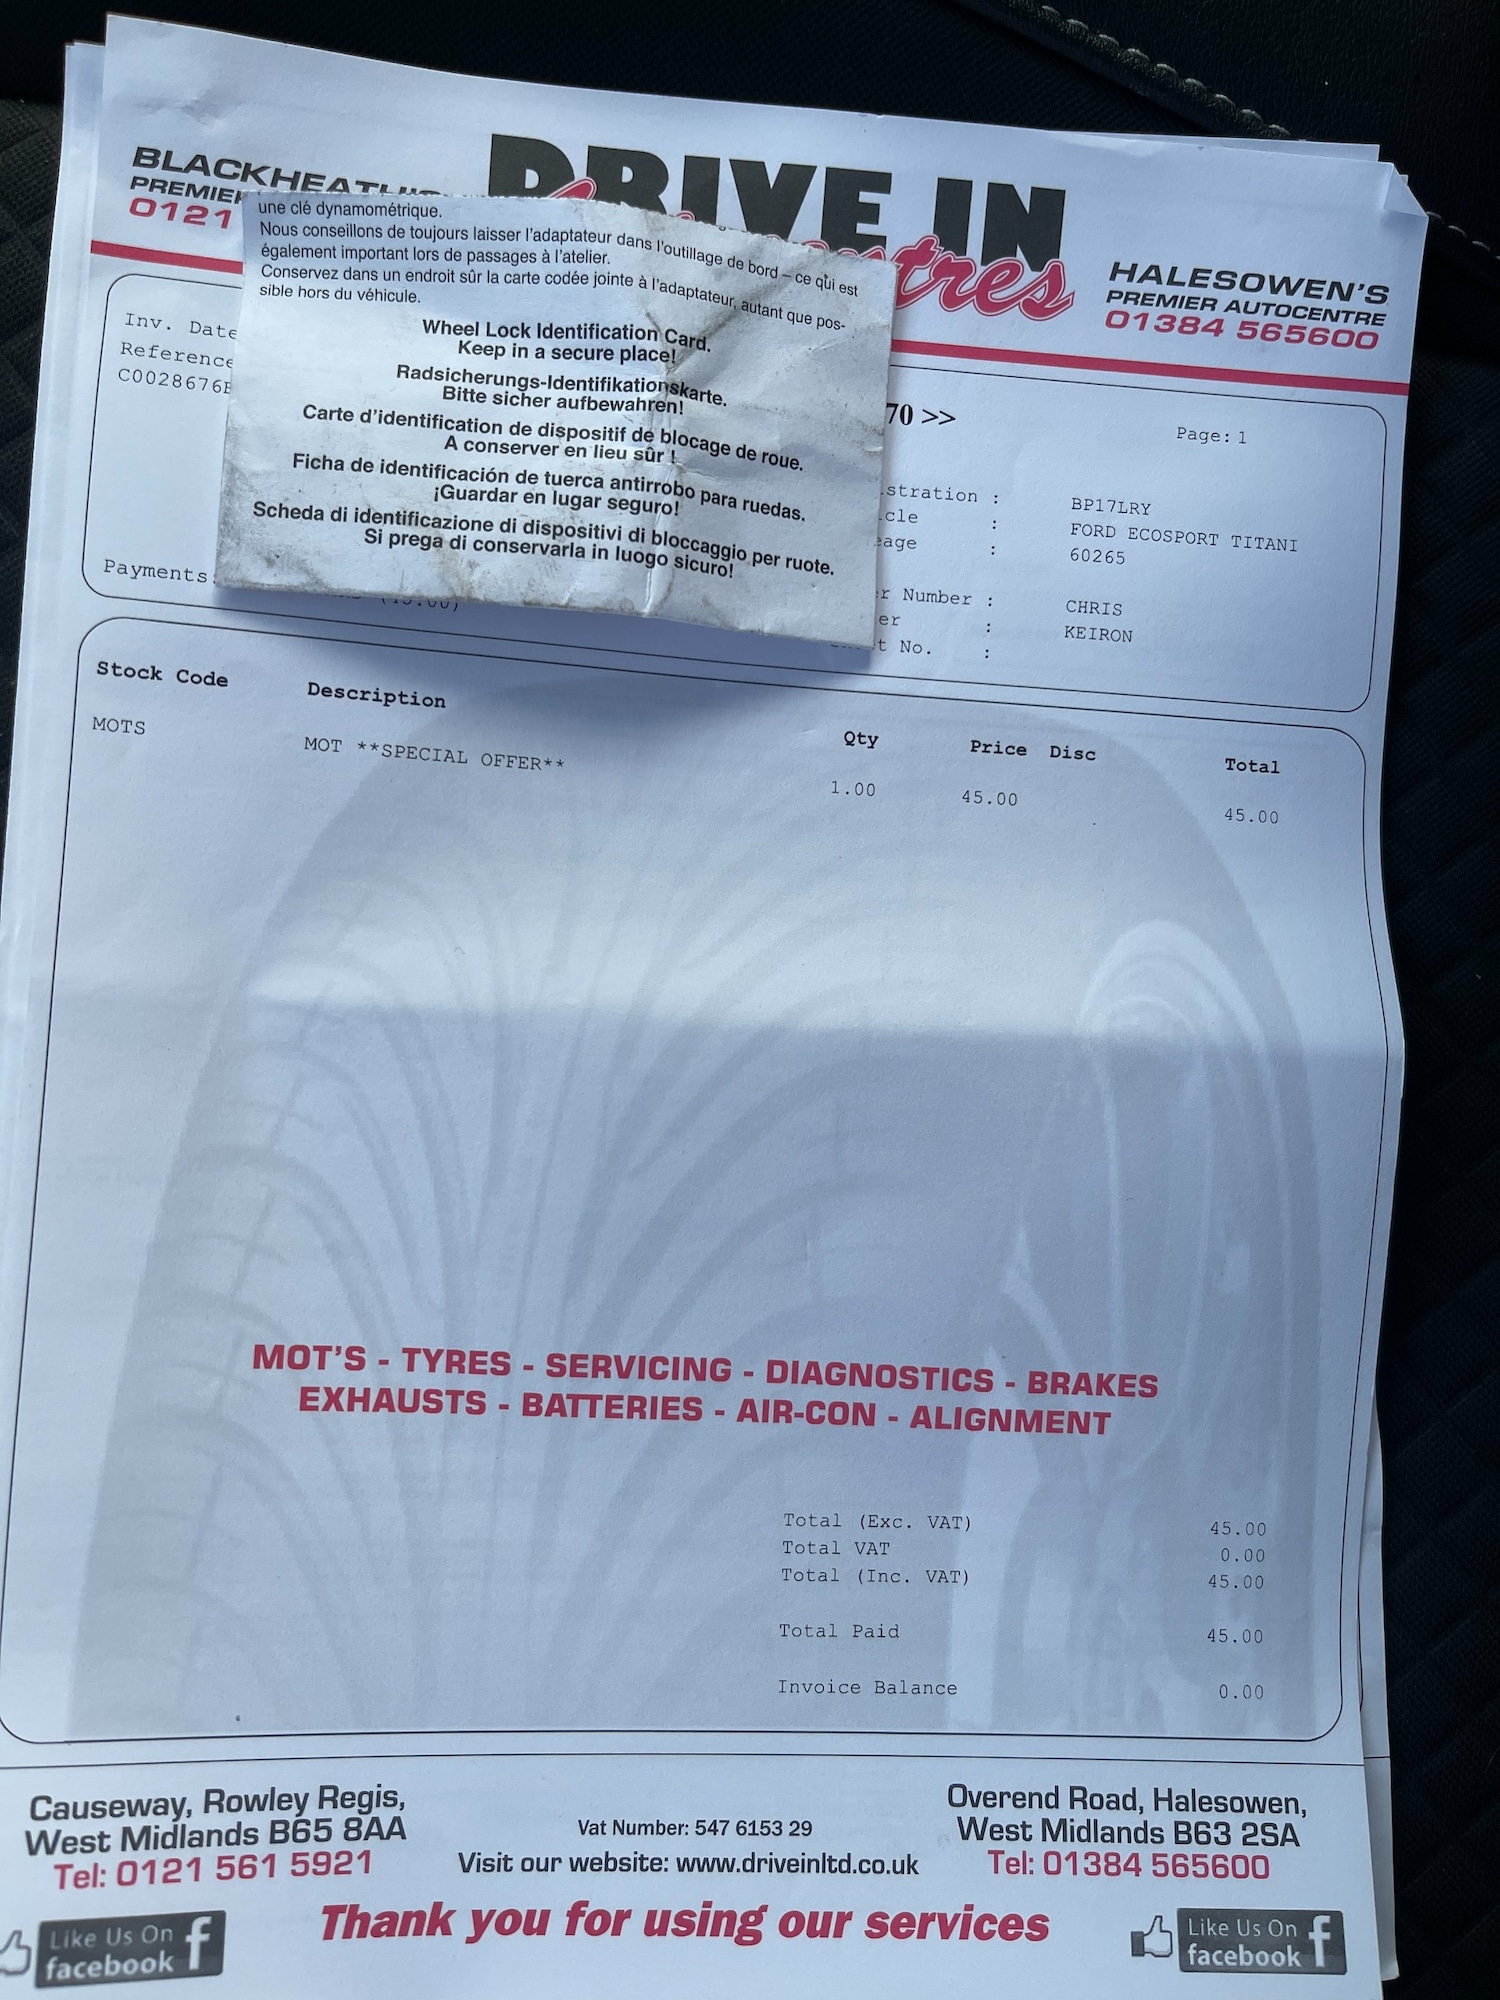 BLACKHEATH'S
PREMIER
0121
DRIVE IN
HALESOWEN'S
PREMIER AUTOCENTRE
01384 565600
une clé dynamométrique.
Nous conseillons de toujours laisser l'adaptateur dans l'outillage de bord – ce qui est
également important lors de passages à l'atelier.
Conservez dans un endroit sûr la carte codée jointe à l'adaptateur, autant que pos-
sible hors du véhicule.
Wheel Lock Identification Card.
Keep in a secure place!
Radsicherungs-Identifikationskarte.
Bitte sicher aufbewahren!
Carte d'identification de dispositif de blocage de roue.
A conserver en lieu sûr !
Ficha de identificación de tuerca antirrobo para ruedas.
¡Guardar en lugar seguro!
Scheda di identificazione di dispositivi di bloccaggio per ruote.
Si prega di conservarla in luogo sicuro!
Inv. Date
Reference
C0028676
70 >>
Page: 1
stration : BP17LRY
cle : FORD ECOSPORT TITANI
eage : 60265
r Number : CHRIS
er : KEIRON
t No. :
Payments
Stock Code Description Qty Price Disc Total
MOTS MOT **SPECIAL OFFER** 1.00 45.00 45.00
MOT'S - TYRES - SERVICING - DIAGNOSTICS - BRAKES
EXHAUSTS - BATTERIES - AIR-CON - ALIGNMENT
Total (Exc. VAT) 45.00
Total VAT 0.00
Total (Inc. VAT) 45.00
Total Paid 45.00
Invoice Balance 0.00
Causeway, Rowley Regis,
West Midlands B65 8AA
Tel: 0121 561 5921
Vat Number: 547 6153 29
Visit our website: www.driveinltd.co.uk
Overend Road, Halesowen,
West Midlands B63 2SA
Tel: 01384 565600
Thank you for using our services
Like Us On
facebook
Like Us On
facebook